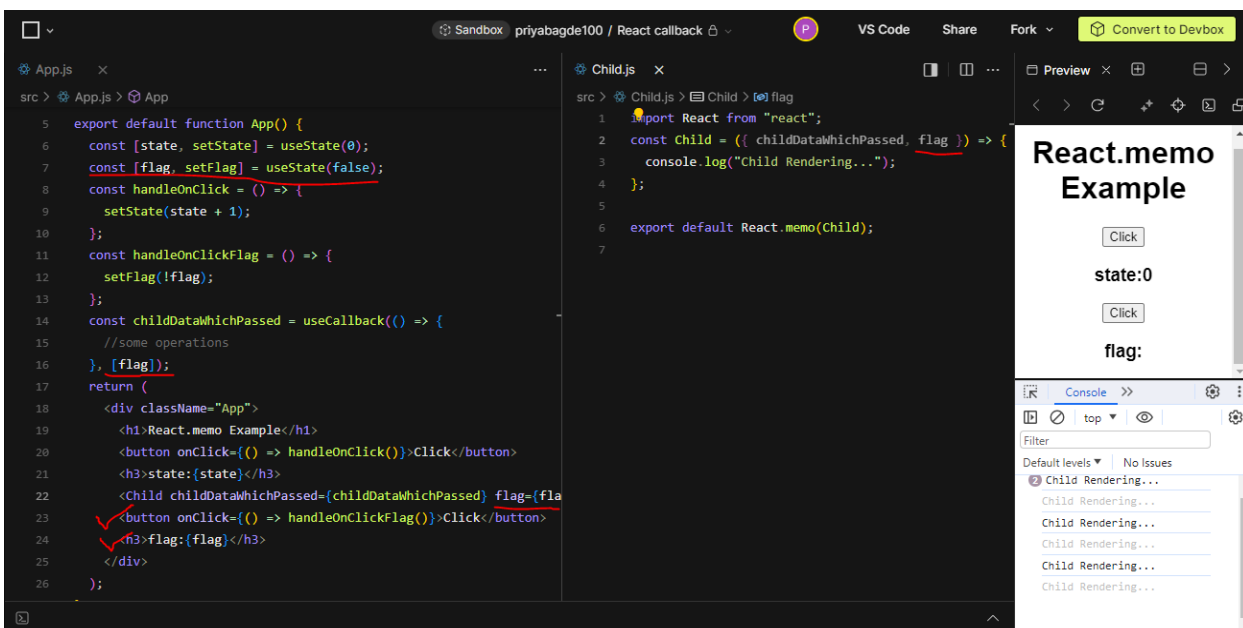 Sandbox priyabagde100 / React callback P VS Code Share Fork Convert to Devbox
App.js
src > App.js > App
5 export default function App() {
6 const [state, setState] = useState(0);
7 const [flag, setFlag] = useState(false);
8 const handleOnClick = () => {
9 setState(state + 1);
10 };
11 const handleOnClickFlag = () => {
12 setFlag(!flag);
13 };
14 const childDataWhichPassed = useCallback(() => {
15 //some operations
16 }, [flag]);
17 return (
18 <div className="App">
19 <h1>React.memo Example</h1>
20 <button onClick={() => handleOnClick()}>Click</button>
21 <h3>state:{state}</h3>
22 <Child childDataWhichPassed={childDataWhichPassed} flag={fla
23 <button onClick={() => handleOnClickFlag()}>Click</button>
24 <h3>flag:{flag}</h3>
25 </div>
26 );
Child.js
src > Child.js > Child > flag
1 import React from "react";
2 const Child = ({ childDataWhichPassed, flag }) => {
3 console.log("Child Rendering...");
4 };
5
6 export default React.memo(Child);
7
Preview
React.memo
Example
Click
state:0
Click
flag:
Console
top
Filter
Default levels No Issues
2 Child Rendering...
Child Rendering...
Child Rendering...
Child Rendering...
Child Rendering...
Child Rendering...